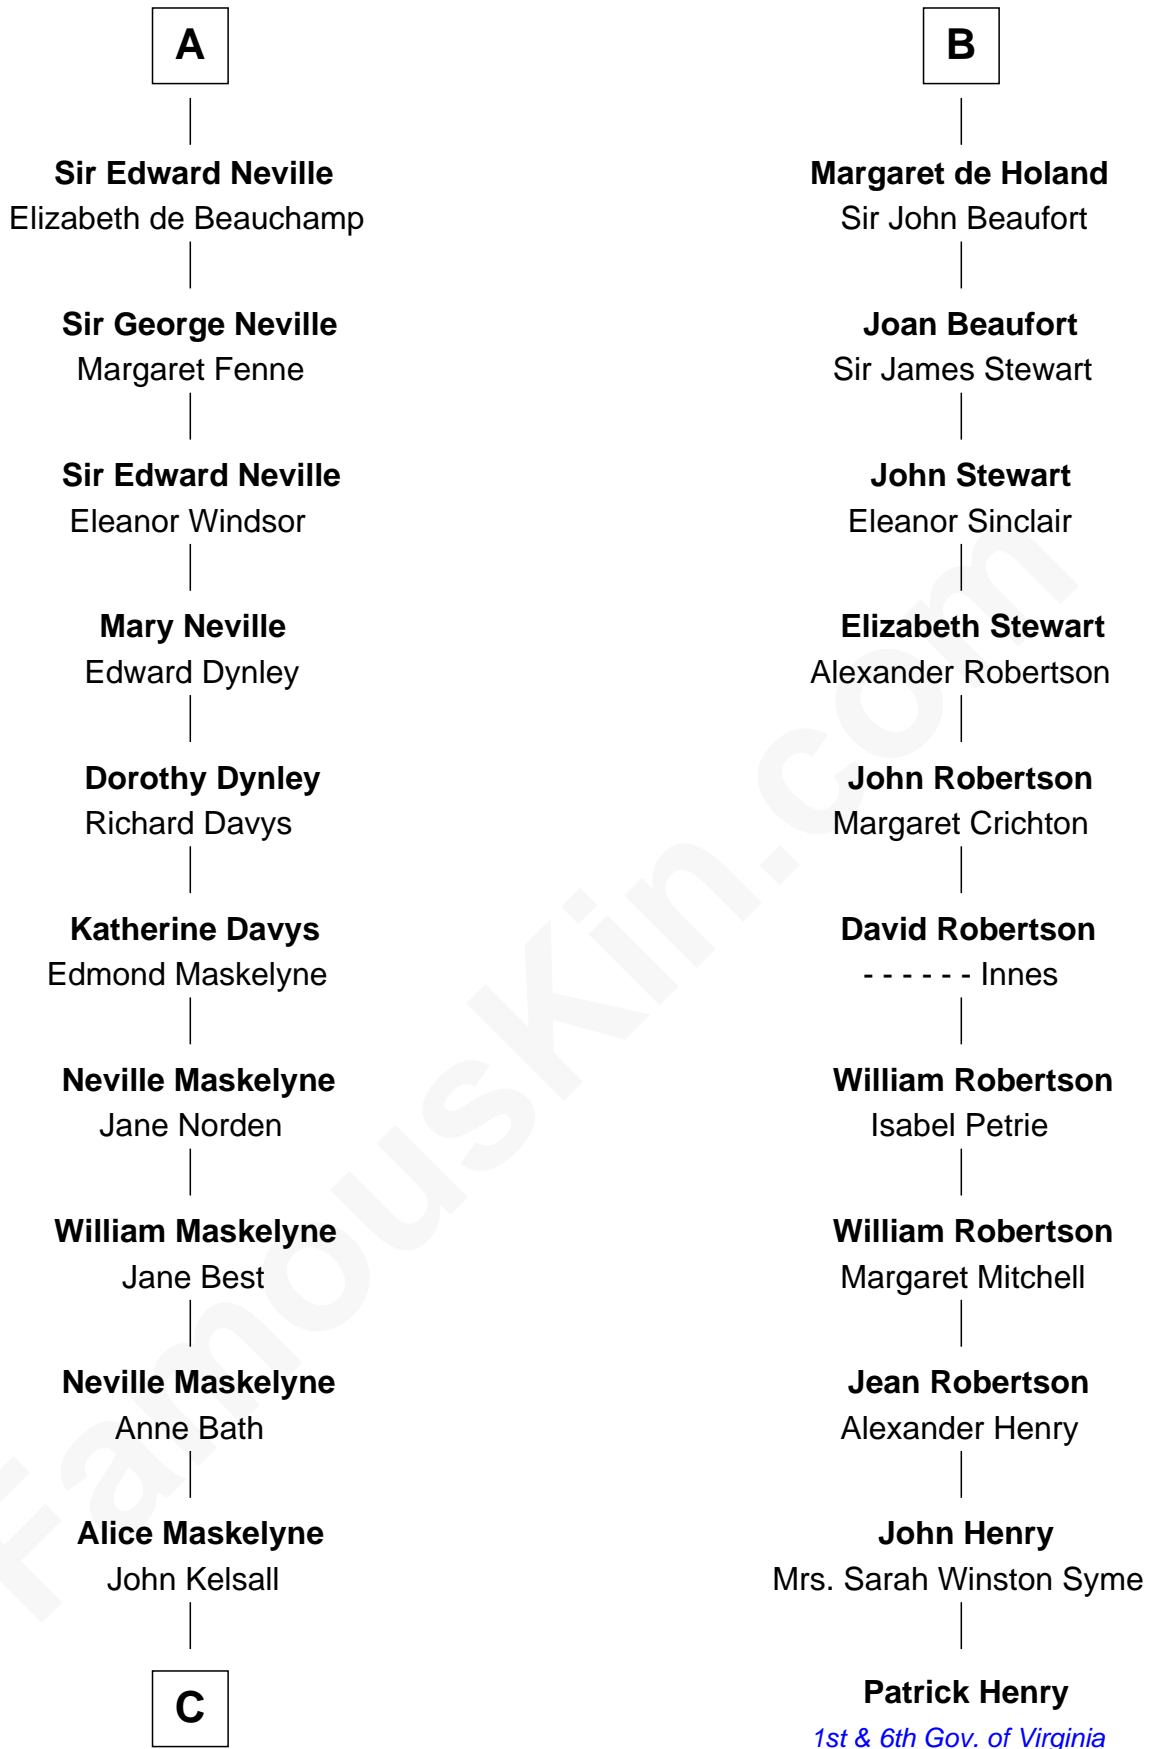 A
Sir Edward Neville
Elizabeth de Beauchamp
Sir George Neville
Margaret Fenne
Sir Edward Neville
Eleanor Windsor
Mary Neville
Edward Dynley
Dorothy Dynley
Richard Davys
Katherine Davys
Edmond Maskelyne
Neville Maskelyne
Jane Norden
William Maskelyne
Jane Best
Neville Maskelyne
Anne Bath
Alice Maskelyne
John Kelsall
C
B
Margaret de Holand
Sir John Beaufort
Joan Beaufort
Sir James Stewart
John Stewart
Eleanor Sinclair
Elizabeth Stewart
Alexander Robertson
John Robertson
Margaret Crichton
David Robertson
- - - - - - Innes
William Robertson
Isabel Petrie
William Robertson
Margaret Mitchell
Jean Robertson
Alexander Henry
John Henry
Mrs. Sarah Winston Syme
Patrick Henry
1st & 6th Gov. of Virginia
FamousKin.com